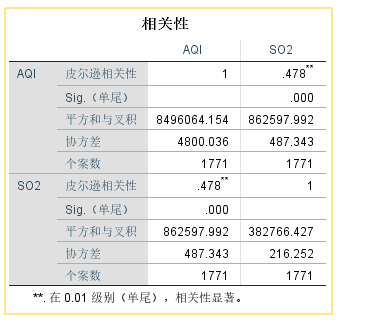 相关性
AQI SO2
AQI 皮尔逊相关性 1 .478**
Sig.（单尾） .000
平方和与叉积 8496064.154 862597.992
协方差 4800.036 487.343
个案数 1771 1771
SO2 皮尔逊相关性 .478** 1
Sig.（单尾） .000
平方和与叉积 862597.992 382766.427
协方差 487.343 216.252
个案数 1771 1771
**. 在 0.01 级别（单尾），相关性显著。